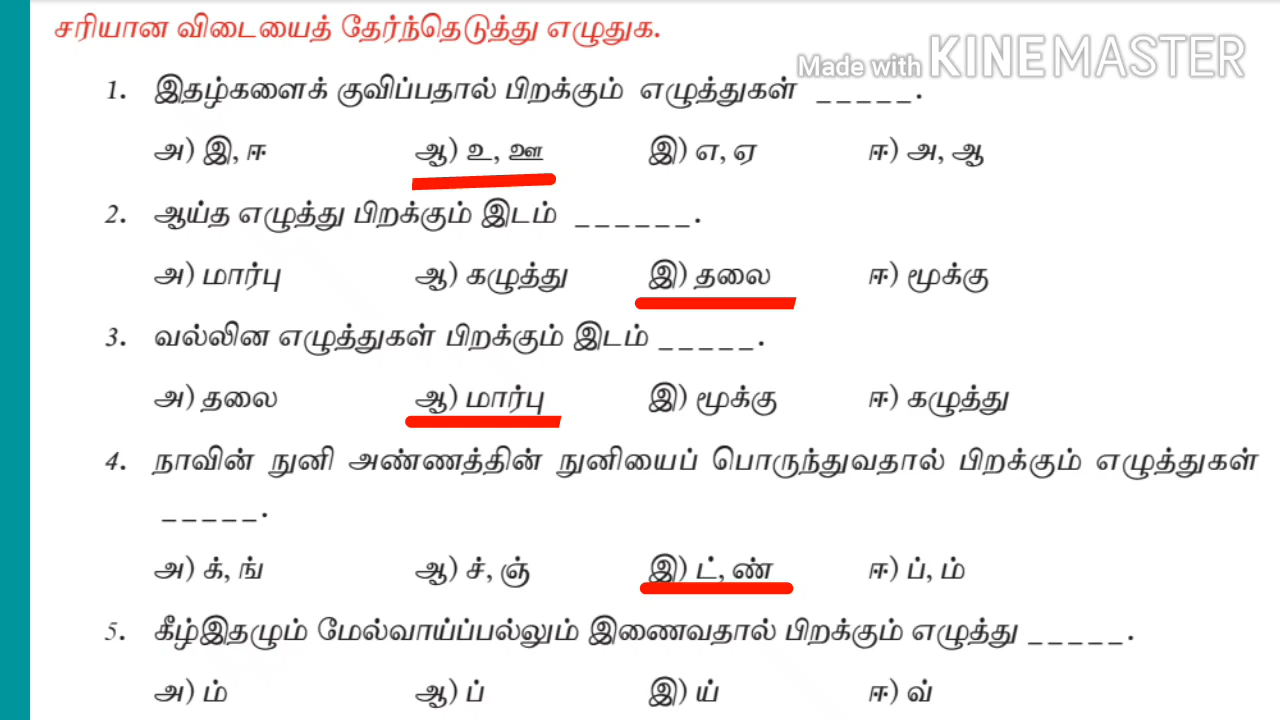 சரியான விடையைத் தேர்ந்தெடுத்து எழுதுக.
Made with KINEMASTER
1. இதழ்களைக் குவிப்பதால் பிறக்கும் எழுத்துகள் _____.
அ) இ, ஈ ஆ) உ, ஊ இ) எ, ஏ ஈ) அ, ஆ
2. ஆய்த எழுத்து பிறக்கும் இடம் ______.
அ) மார்பு ஆ) கழுத்து இ) தலை ஈ) மூக்கு
3. வல்லின எழுத்துகள் பிறக்கும் இடம் _____.
அ) தலை ஆ) மார்பு இ) மூக்கு ஈ) கழுத்து
4. நாவின் நுனி அண்ணத்தின் நுனியைப் பொருந்துவதால் பிறக்கும் எழுத்துகள்
_____.
அ) க், ங் ஆ) ச், ஞ் இ) ட், ண் ஈ) ப், ம்
5. கீழ்இதழும் மேல்வாய்ப்பல்லும் இணைவதால் பிறக்கும் எழுத்து _____.
அ) ம் ஆ) ப் இ) ய் ஈ) வ்